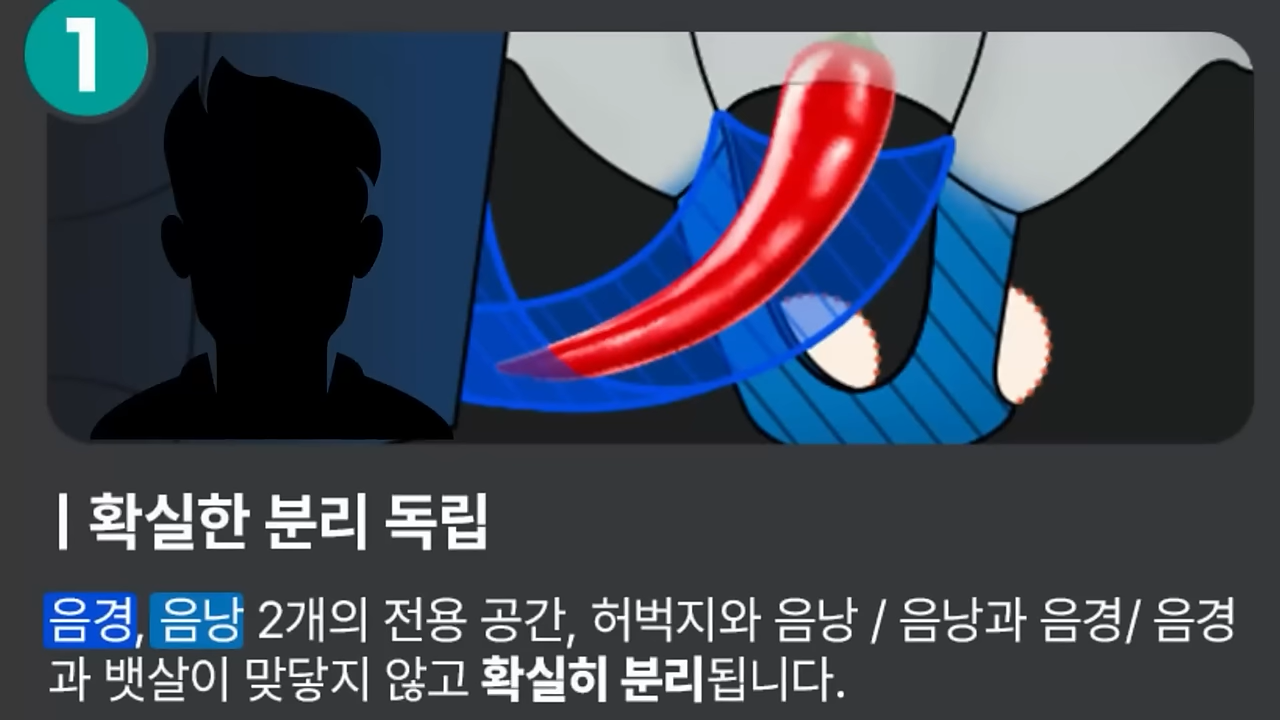 1
| 확실한 분리 독립
음경, 음낭 2개의 전용 공간, 허벅지와 음낭 / 음낭과 음경/ 음경
과 뱃살이 맞닿지 않고 확실히 분리됩니다.